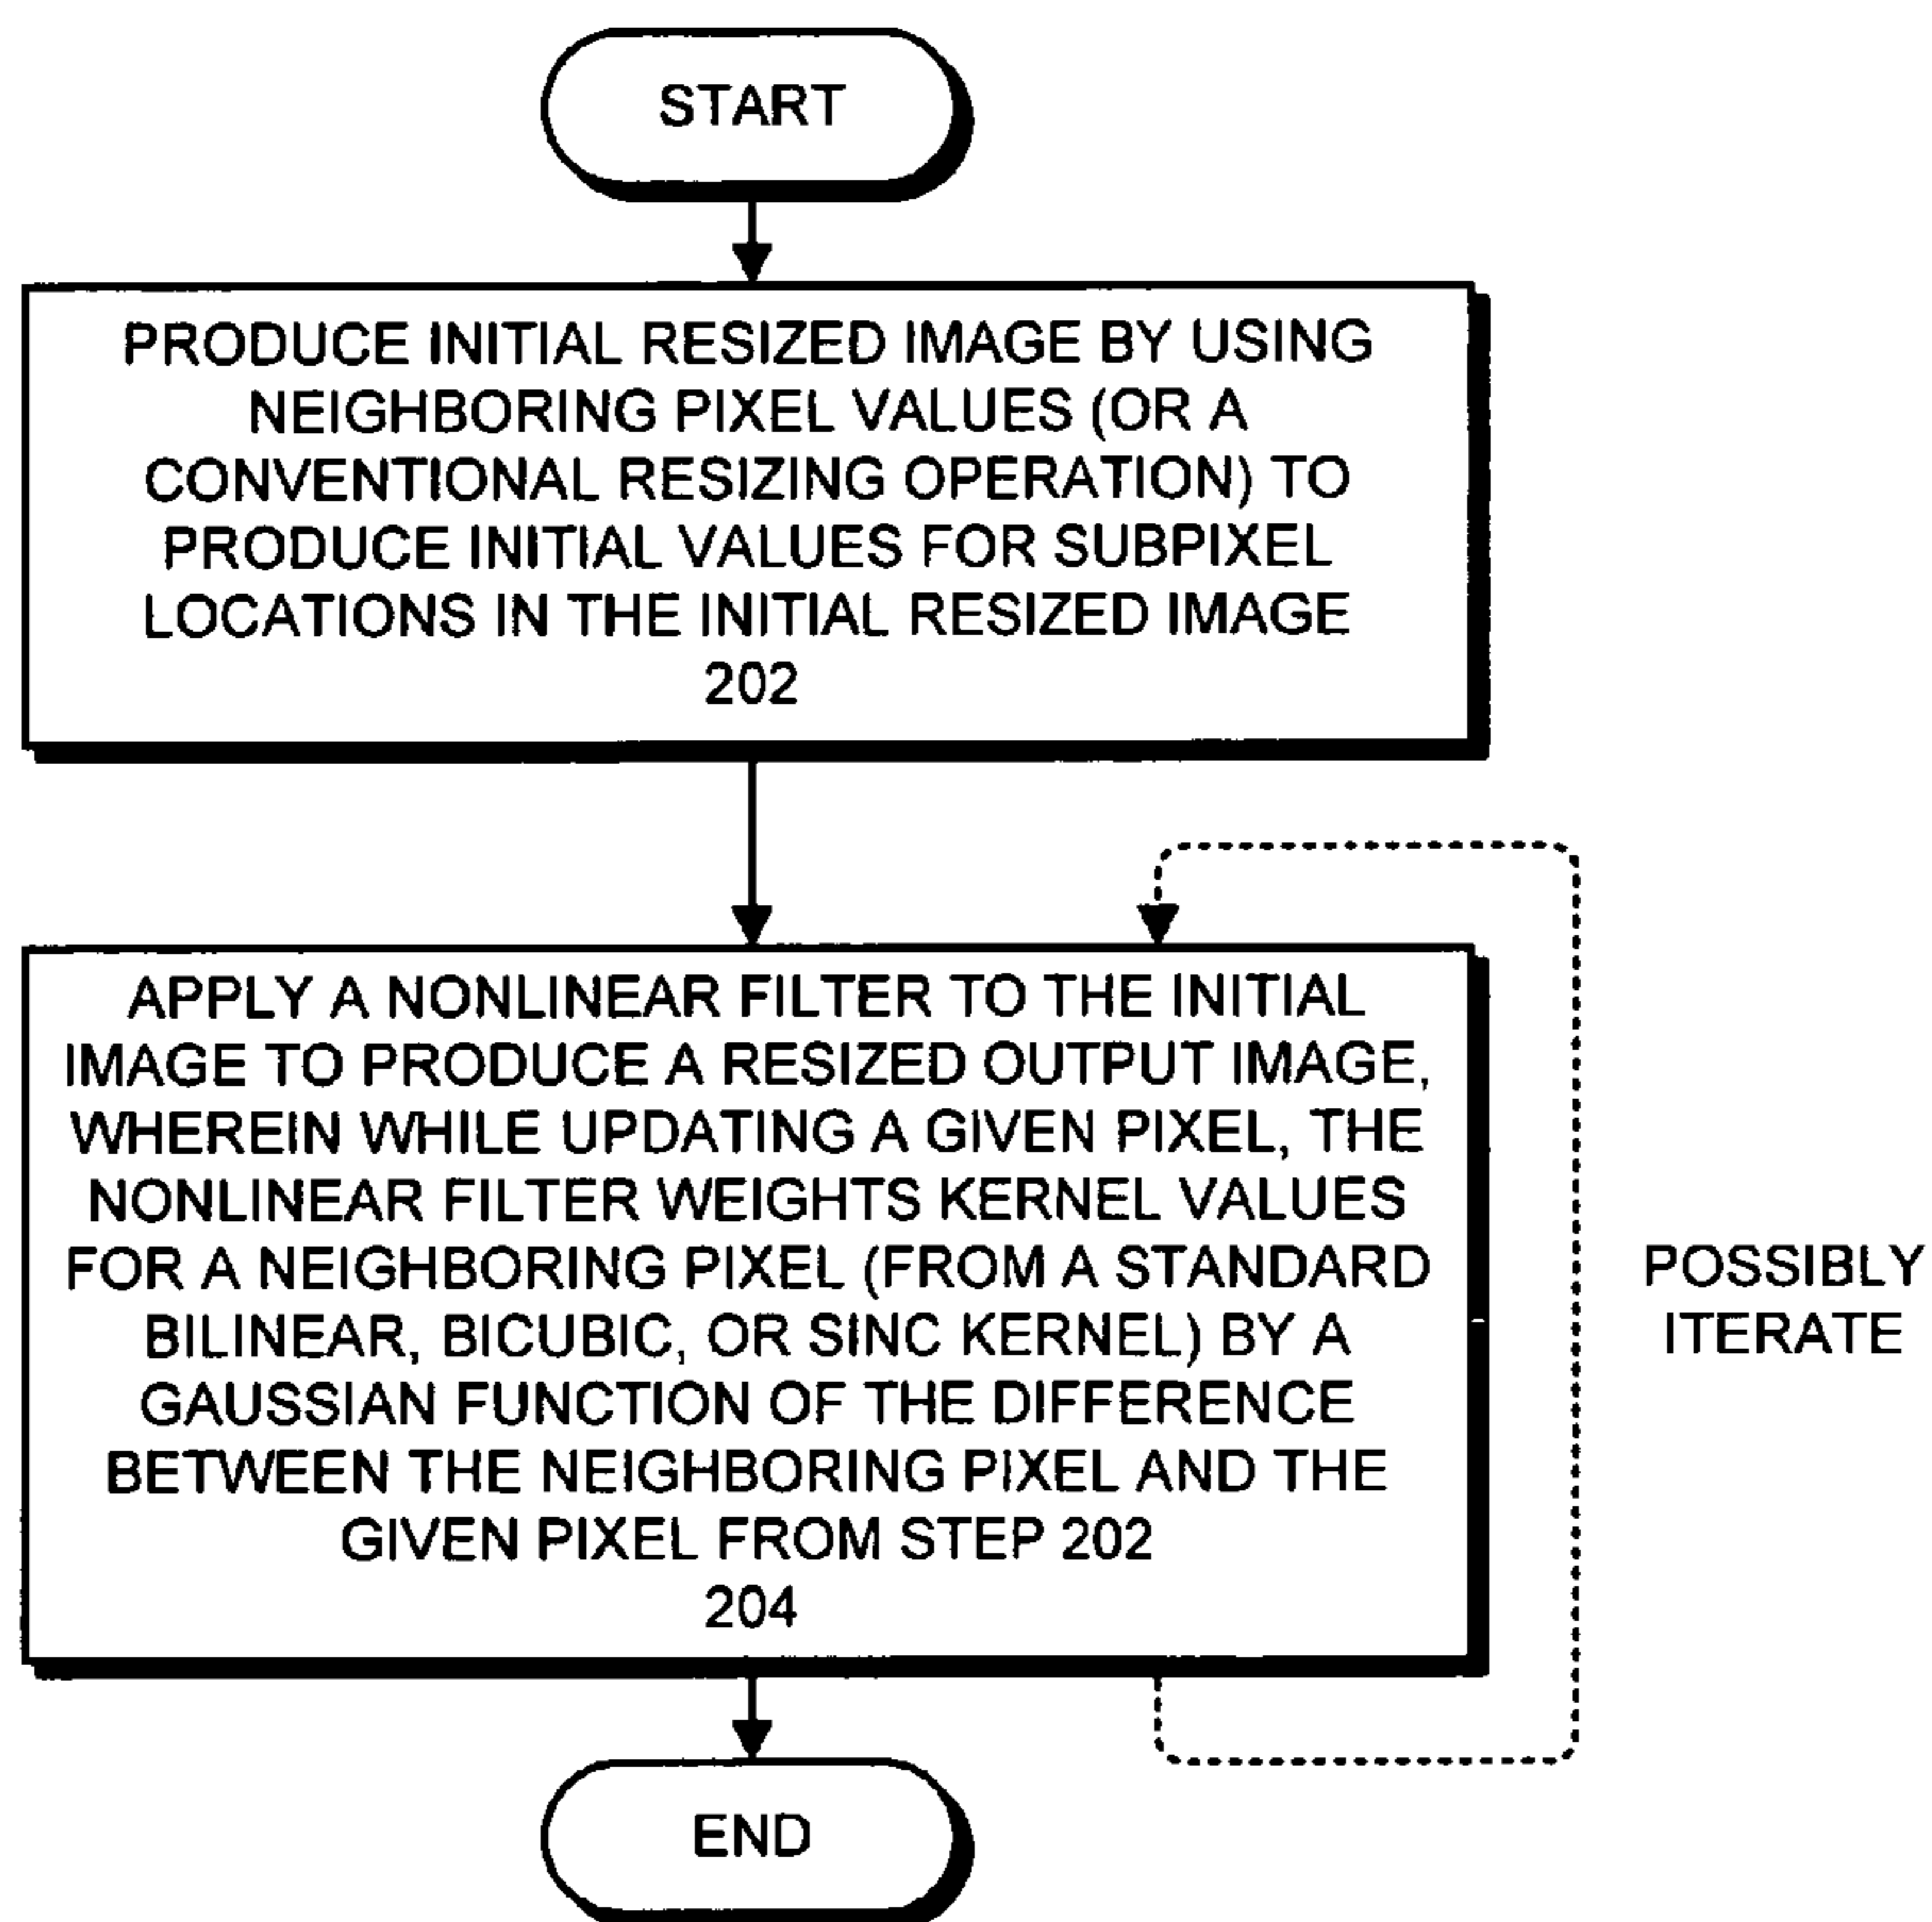 START
PRODUCE INITIAL RESIZED IMAGE BY USING
NEIGHBORING PIXEL VALUES (OR A
CONVENTIONAL RESIZING OPERATION) TO
PRODUCE INITIAL VALUES FOR SUBPIXEL
LOCATIONS IN THE INITIAL RESIZED IMAGE
202
APPLY A NONLINEAR FILTER TO THE INITIAL
IMAGE TO PRODUCE A RESIZED OUTPUT IMAGE,
WHEREIN WHILE UPDATING A GIVEN PIXEL, THE
NONLINEAR FILTER WEIGHTS KERNEL VALUES
FOR A NEIGHBORING PIXEL (FROM A STANDARD
BILINEAR, BICUBIC, OR SINC KERNEL) BY A
GAUSSIAN FUNCTION OF THE DIFFERENCE
BETWEEN THE NEIGHBORING PIXEL AND THE
GIVEN PIXEL FROM STEP 202
204
POSSIBLY
ITERATE
END